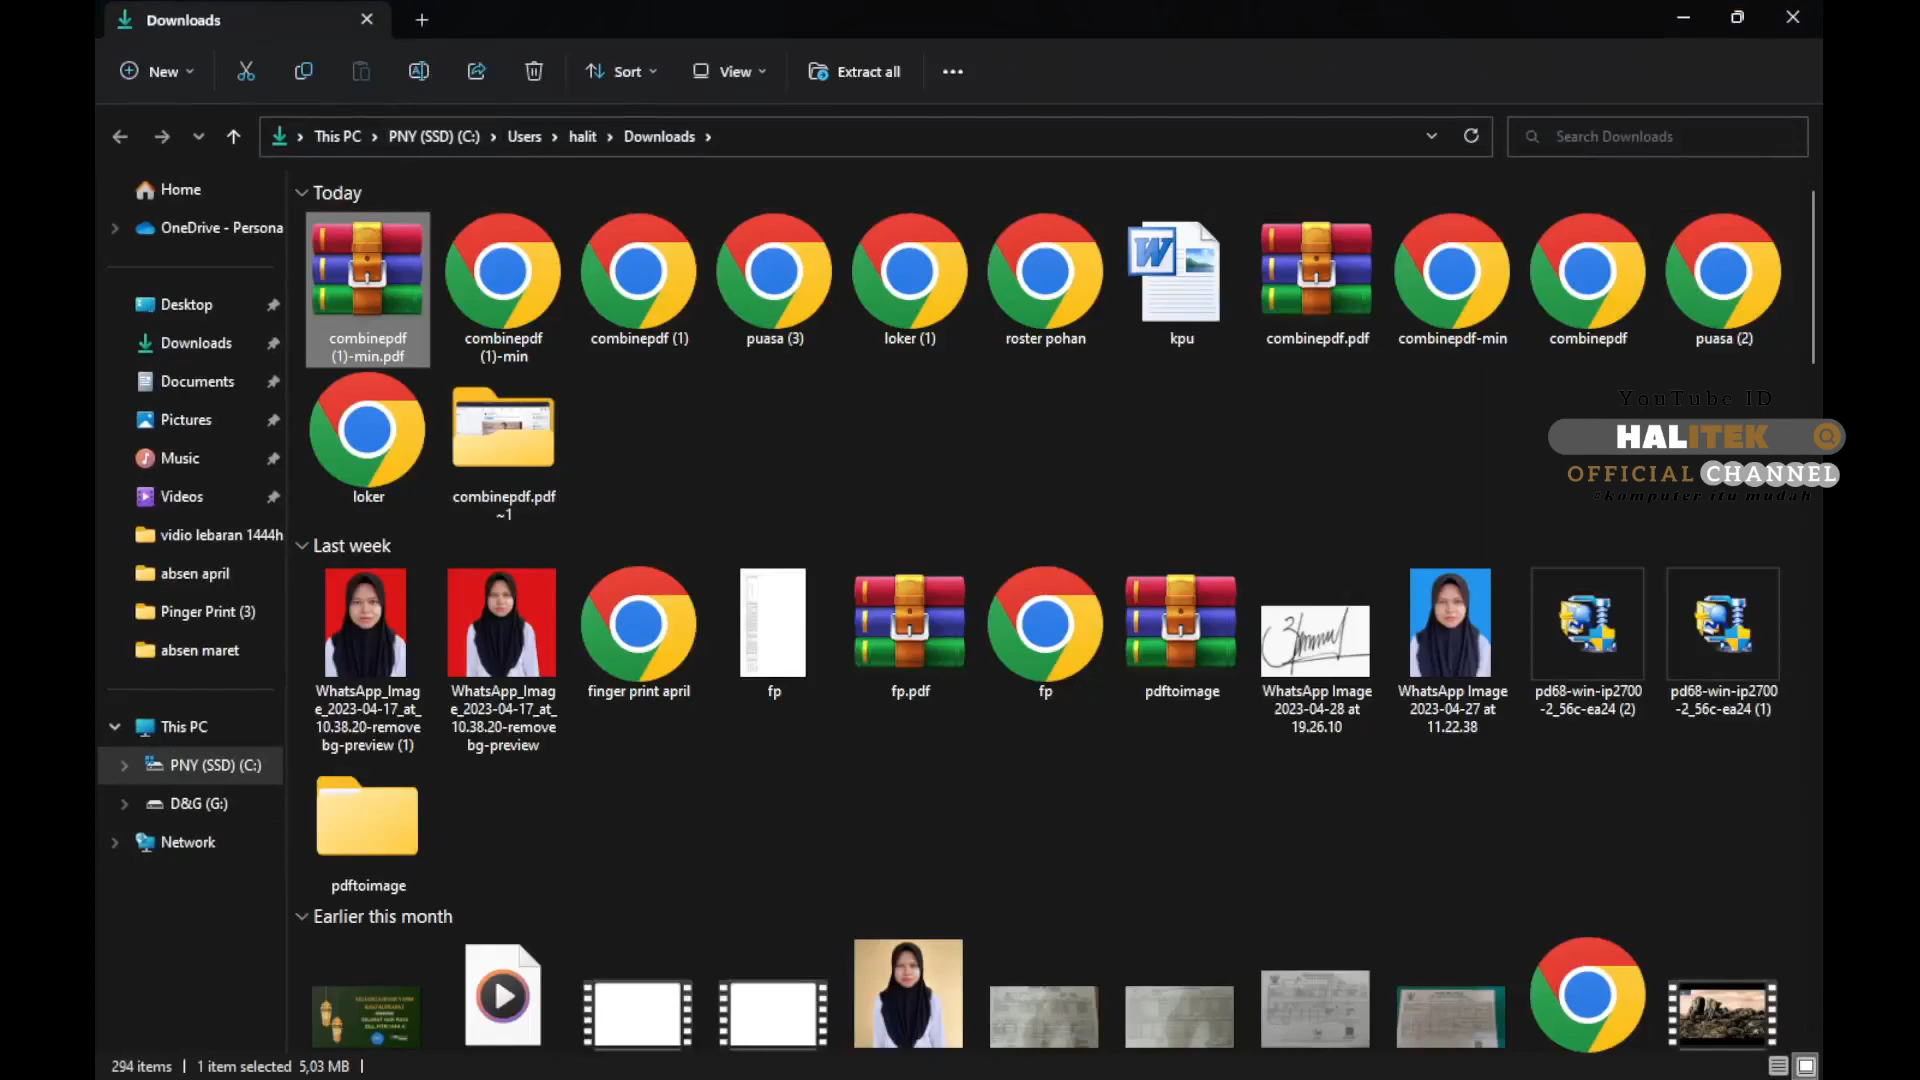 Downloads
New
Sort
View
Extract all
This PC
PNY (SSD) (C:)
Users
halit
Downloads
Search Downloads
Home
OneDrive - Persona
Desktop
Downloads
Documents
Pictures
Music
Videos
vidio lebaran 1444h
absen april
Pinger Print (3)
absen maret
This PC
PNY (SSD) (C:)
D&G (G:)
Network
Today
combinepdf
(1)-min.pdf
combinepdf
(1)-min
combinepdf (1)
puasa (3)
loker (1)
roster pohan
kpu
combinepdf.pdf
combinepdf-min
combinepdf
puasa (2)
loker
combinepdf.pdf
~1
YouTube ID
HALITEK
OFFICIAL CHANNEL
@komputer itu mudah
Last week
WhatsApp_Imag
e_2023-04-17_at_
10.38.20-remove
bg-preview (1)
WhatsApp_Imag
e_2023-04-17_at_
10.38.20-remove
bg-preview
finger print april
fp
fp.pdf
fp
pdftoimage
WhatsApp Image
2023-04-28 at
19.26.10
WhatsApp Image
2023-04-27 at
11.22.38
pd68-win-ip2700
-2_56c-ea24 (2)
pd68-win-ip2700
-2_56c-ea24 (1)
pdftoimage
Earlier this month
294 items
1 item selected 5,03 MB